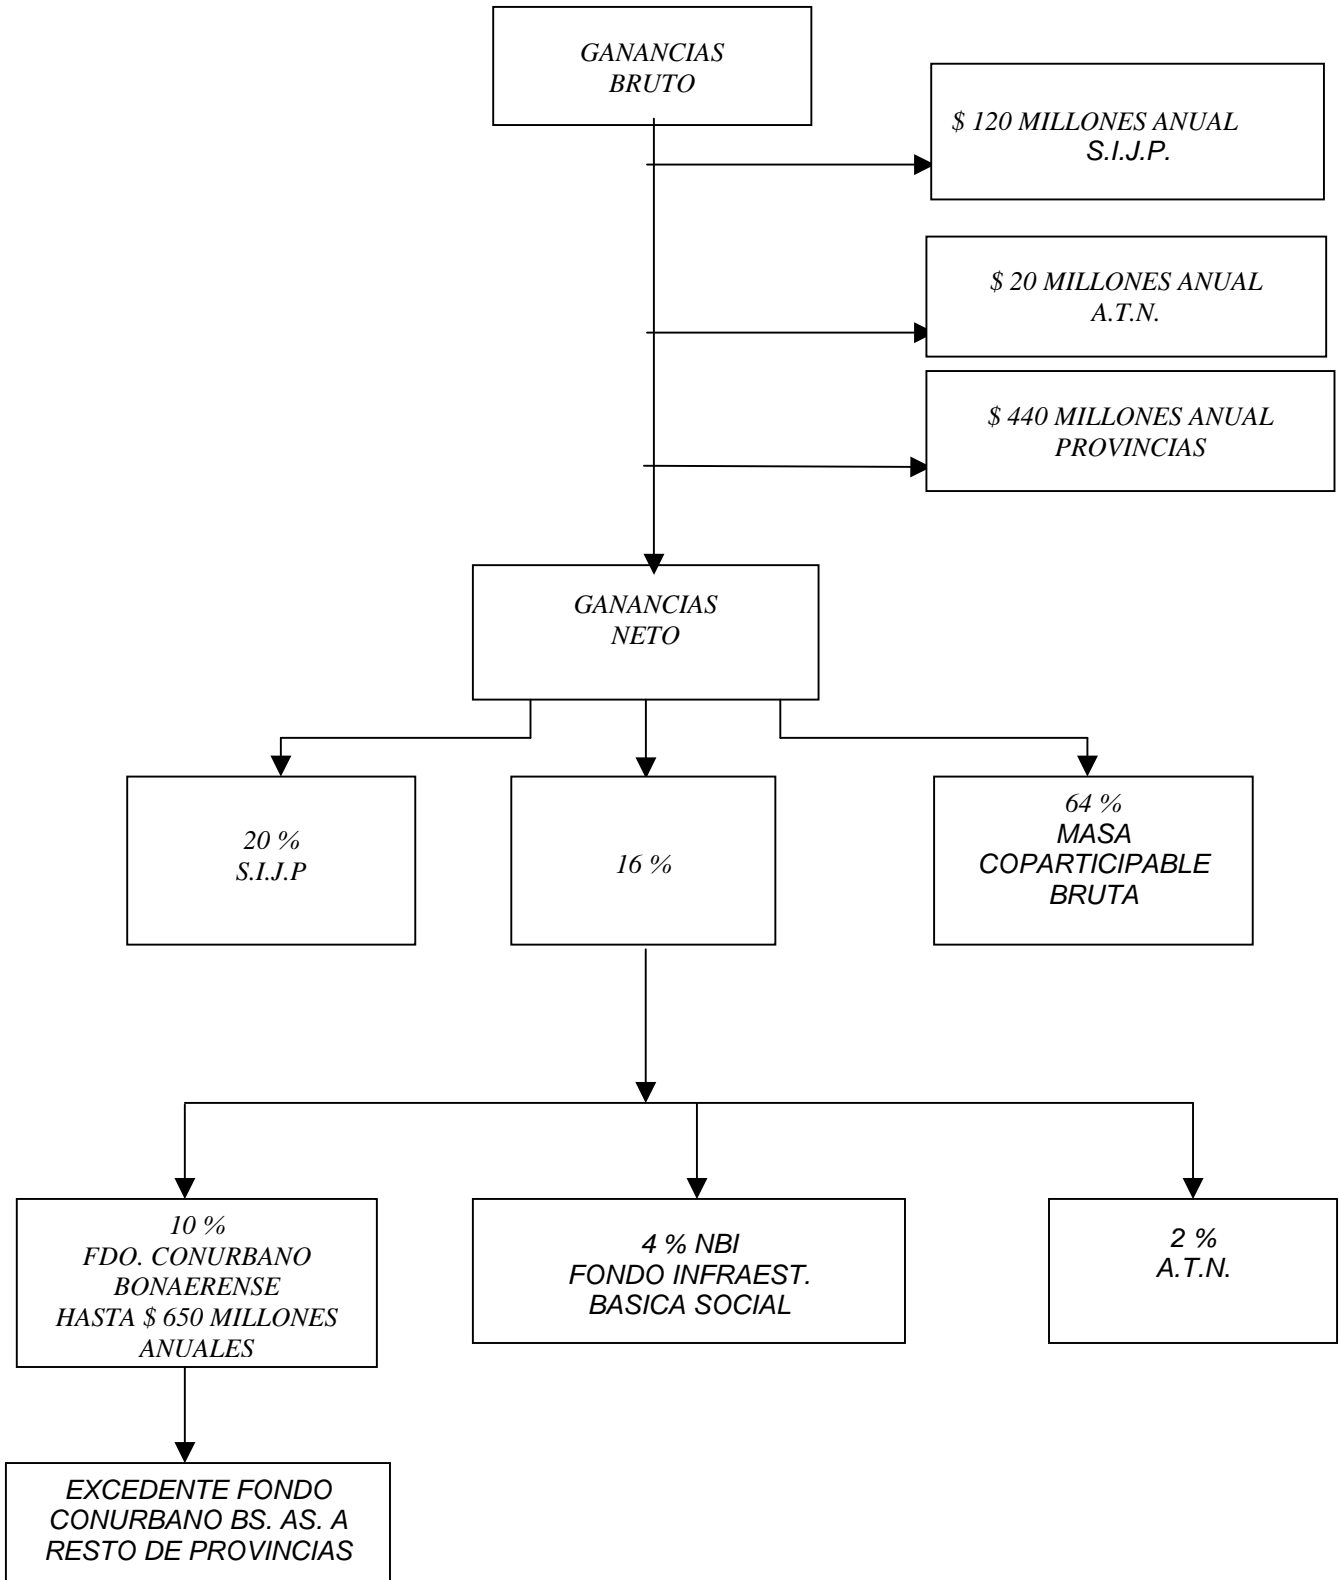 GANANCIAS
BRUTO
$ 120 MILLONES ANUAL
S.I.J.P.
$ 20 MILLONES ANUAL
A.T.N.
$ 440 MILLONES ANUAL
PROVINCIAS
GANANCIAS
NETO
20 %
S.I.J.P
16 %
64 %
MASA
COPARTICIPABLE
BRUTA
10 %
FDO. CONURBANO
BONAERENSE
HASTA $ 650 MILLONES
ANUALES
4 % NBI
FONDO INFRAEST.
BASICA SOCIAL
2 %
A.T.N.
EXCEDENTE FONDO
CONURBANO BS. AS. A
RESTO DE PROVINCIAS